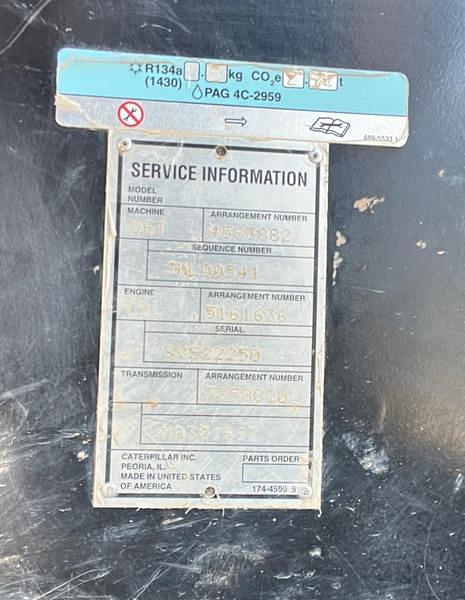 R134a kg CO₂e t
(1430) PAG 4C-2959
SERVICE INFORMATION
MODEL
NUMBER
MACHINE ARRANGEMENT NUMBER
D6T 4583882
SEQUENCE NUMBER
ENGINE ARRANGEMENT NUMBER
5161636
SERIAL
TRANSMISSION ARRANGEMENT NUMBER
CATERPILLAR INC.
PEORIA, IL. PARTS ORDER
MADE IN UNITED STATES
OF AMERICA 174-4590 5